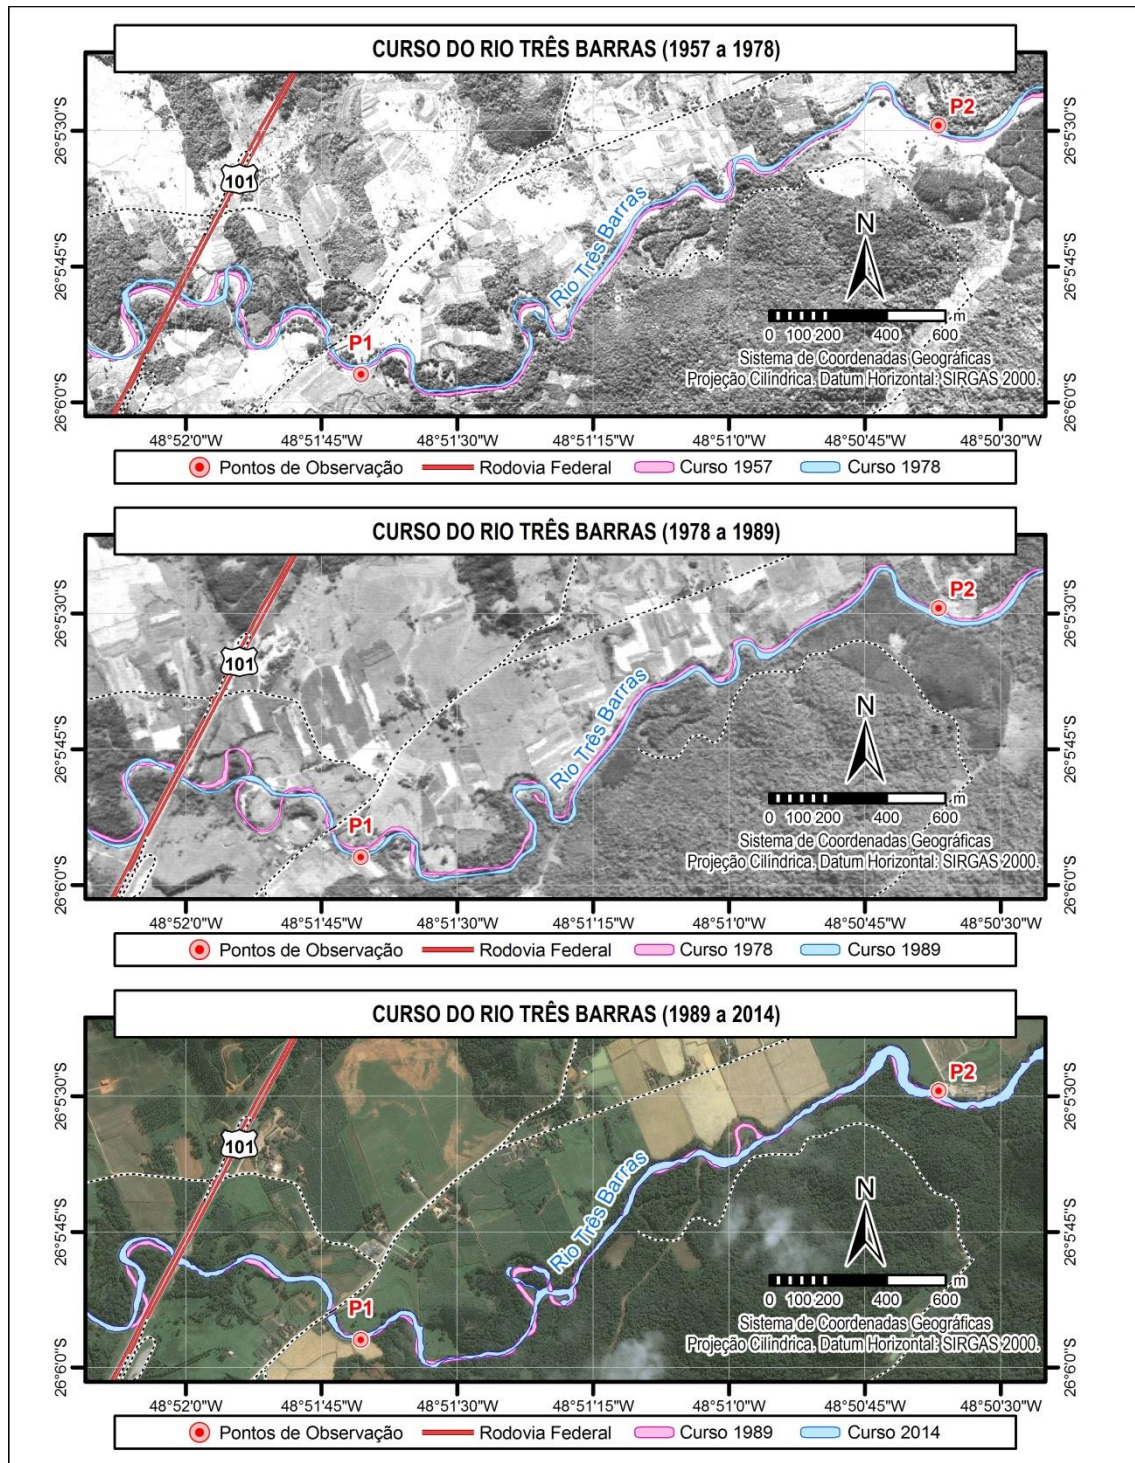 CURSO DO RIO TRÊS BARRAS (1957 a 1978)
26°5'30"S
26°5'30"S
P2
101
Rio Três Barras
N
26°5'45"S
26°5'45"S
0 100 200 400 600 m
P1
Sistema de Coordenadas Geográficas
Projeção Cilíndrica. Datum Horizontal: SIRGAS 2000.
26°6'0"S
26°6'0"S
48°52'0"W 48°51'45"W 48°51'30"W 48°51'15"W 48°51'0"W 48°50'45"W 48°50'30"W
Pontos de Observação Rodovia Federal Curso 1957 Curso 1978
CURSO DO RIO TRÊS BARRAS (1978 a 1989)
26°5'30"S
26°5'30"S
P2
101
Rio Três Barras
N
26°5'45"S
26°5'45"S
0 100 200 400 600 m
P1
Sistema de Coordenadas Geográficas
Projeção Cilíndrica. Datum Horizontal: SIRGAS 2000.
26°6'0"S
26°6'0"S
48°52'0"W 48°51'45"W 48°51'30"W 48°51'15"W 48°51'0"W 48°50'45"W 48°50'30"W
Pontos de Observação Rodovia Federal Curso 1978 Curso 1989
CURSO DO RIO TRÊS BARRAS (1989 a 2014)
26°5'30"S
26°5'30"S
P2
101
Rio Três Barras
N
26°5'45"S
26°5'45"S
0 100 200 400 600 m
P1
Sistema de Coordenadas Geográficas
Projeção Cilíndrica. Datum Horizontal: SIRGAS 2000.
26°6'0"S
26°6'0"S
48°52'0"W 48°51'45"W 48°51'30"W 48°51'15"W 48°51'0"W 48°50'45"W 48°50'30"W
Pontos de Observação Rodovia Federal Curso 1989 Curso 2014